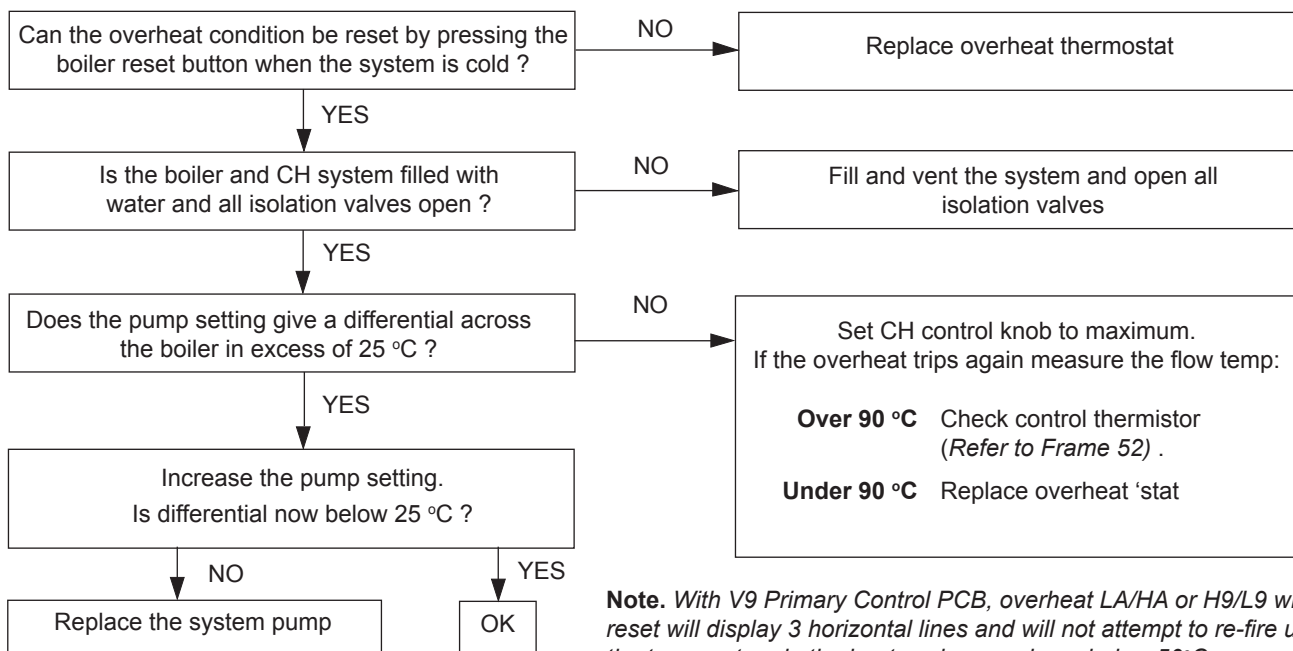 Can the overheat condition be reset by pressing the
boiler reset button when the system is cold ?
NO
Replace overheat thermostat
YES
Is the boiler and CH system filled with
water and all isolation valves open ?
NO
Fill and vent the system and open all
isolation valves
YES
Does the pump setting give a differential across
the boiler in excess of 25 °C ?
NO
Set CH control knob to maximum.
If the overheat trips again measure the flow temp:
Over 90 °C Check control thermistor
(Refer to Frame 52) .
Under 90 °C Replace overheat ‘stat
YES
Increase the pump setting.
Is differential now below 25 °C ?
NO
YES
Replace the system pump
OK
Note. With V9 Primary Control PCB, overheat LA/HA or H9/L9
reset will display 3 horizontal lines and will not attempt to re-fire